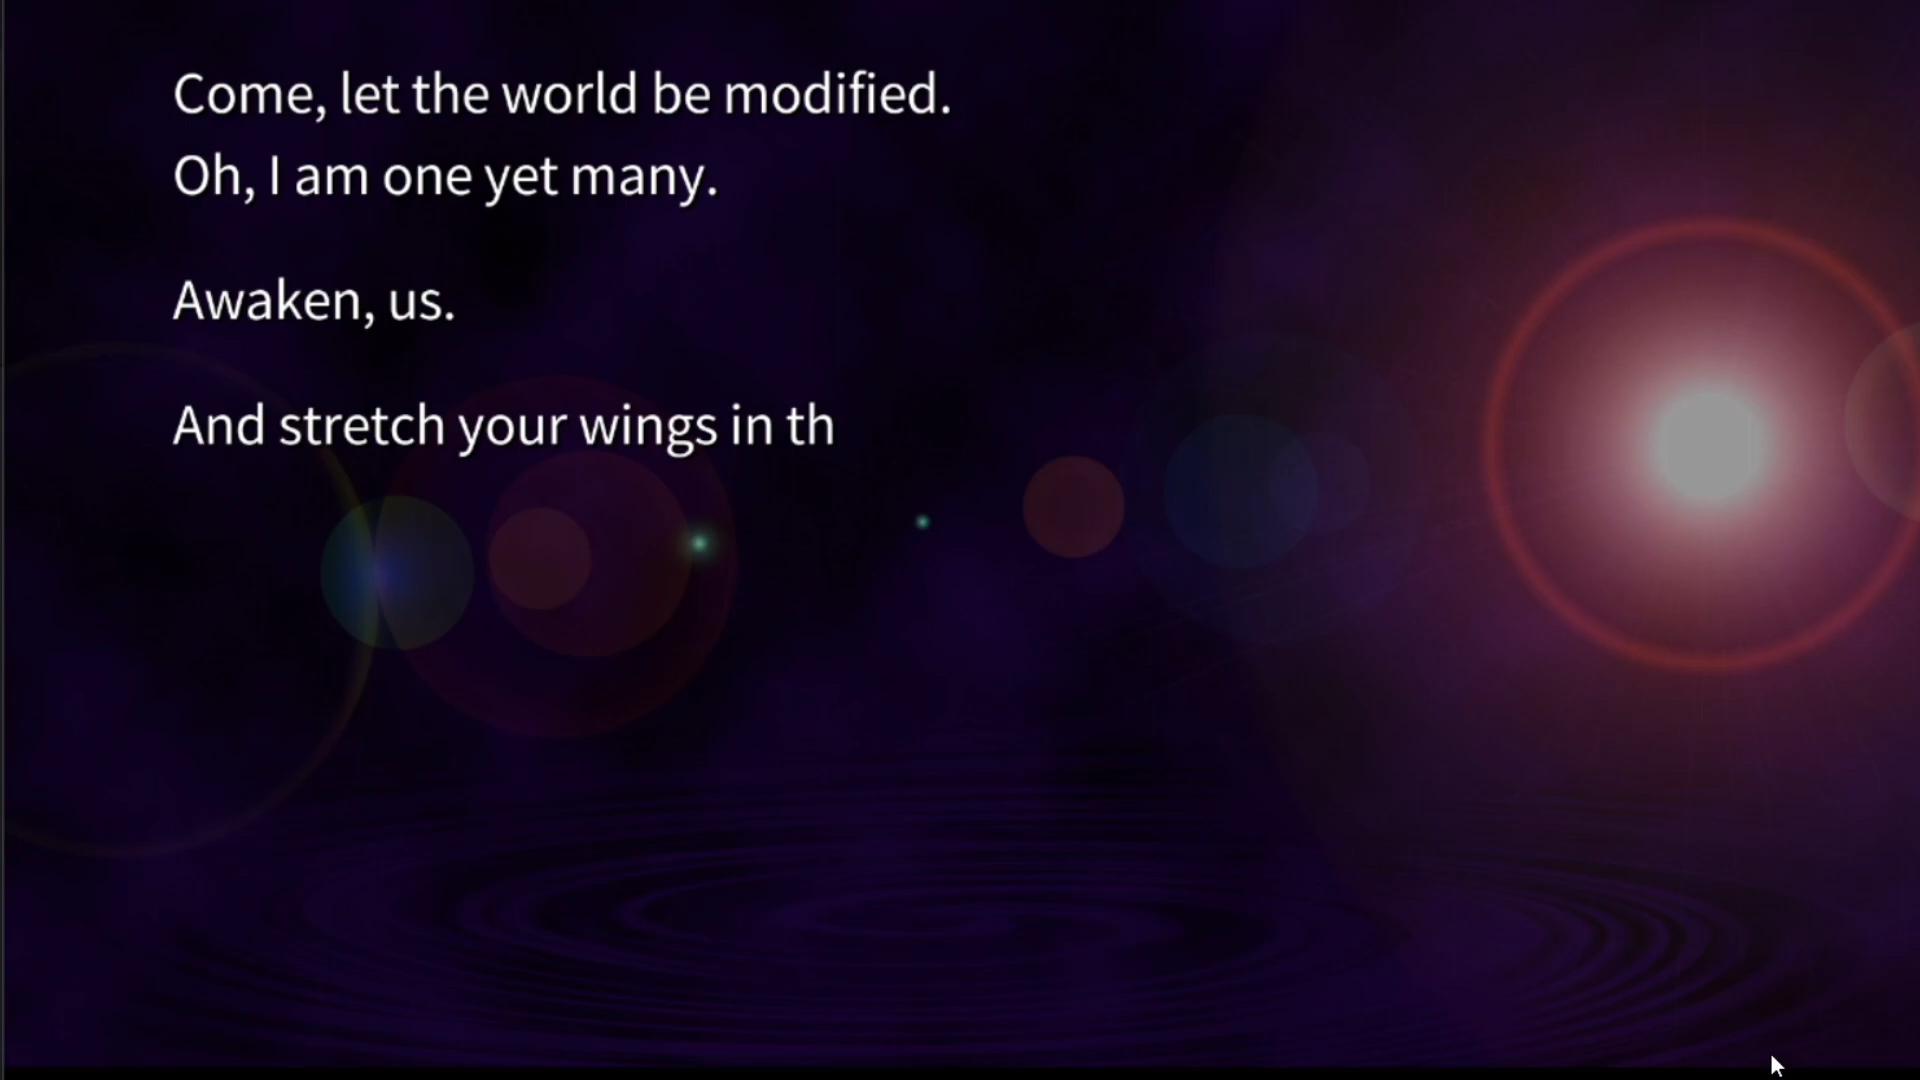 Come, let the world be modified.
Oh, I am one yet many.
Awaken, us.
And stretch your wings in th